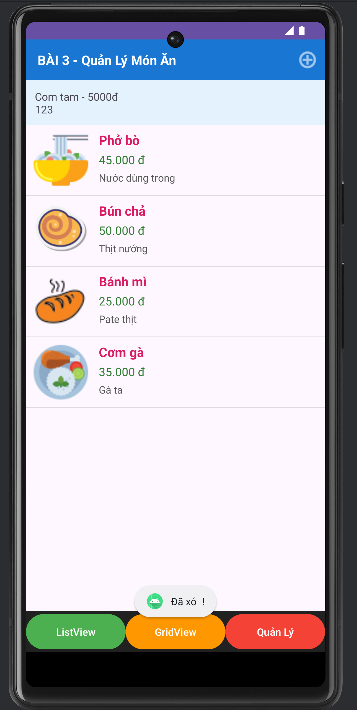 BÀI 3 - Quản Lý Món Ăn
Com tam - 5000đ
123
Phở bò
45.000 đ
Nước dùng trong
Bún chả
50.000 đ
Thịt nướng
Bánh mì
25.000 đ
Pate thịt
Cơm gà
35.000 đ
Gà ta
Đã xó !
ListView
GridView
Quản Lý